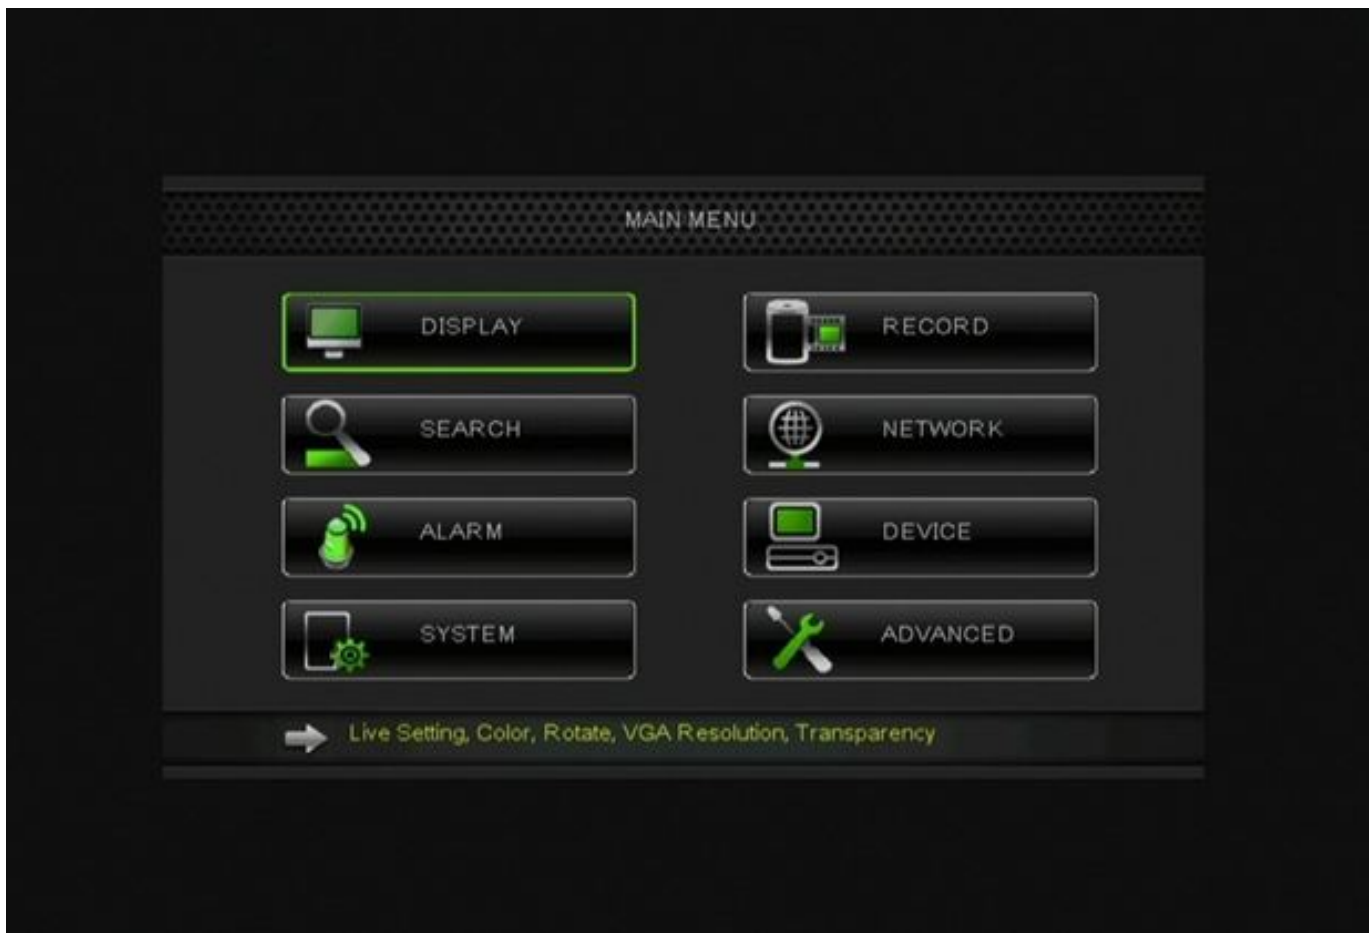 MAIN MENU
DISPLAY
RECORD
SEARCH
NETWORK
ALARM
DEVICE
SYSTEM
ADVANCED
Live Setting, Color, Rotate, VGA Resolution, Transparency